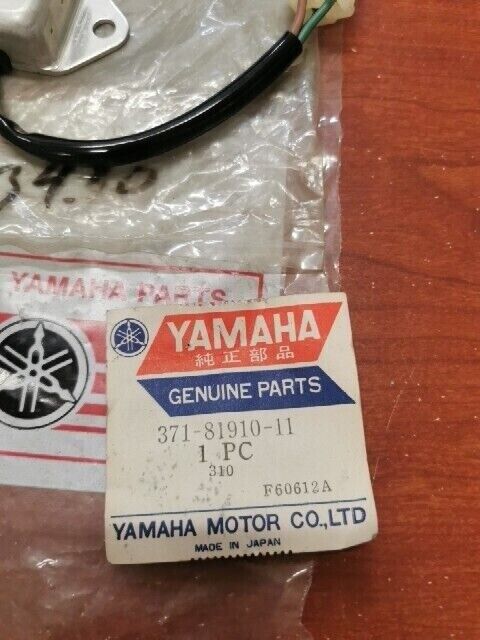 YAMAHA PARTS
YAMAHA
純正部品
GENUINE PARTS
371-81910-11
1 PC
310
F60612A
YAMAHA MOTOR CO.,LTD
MADE IN JAPAN